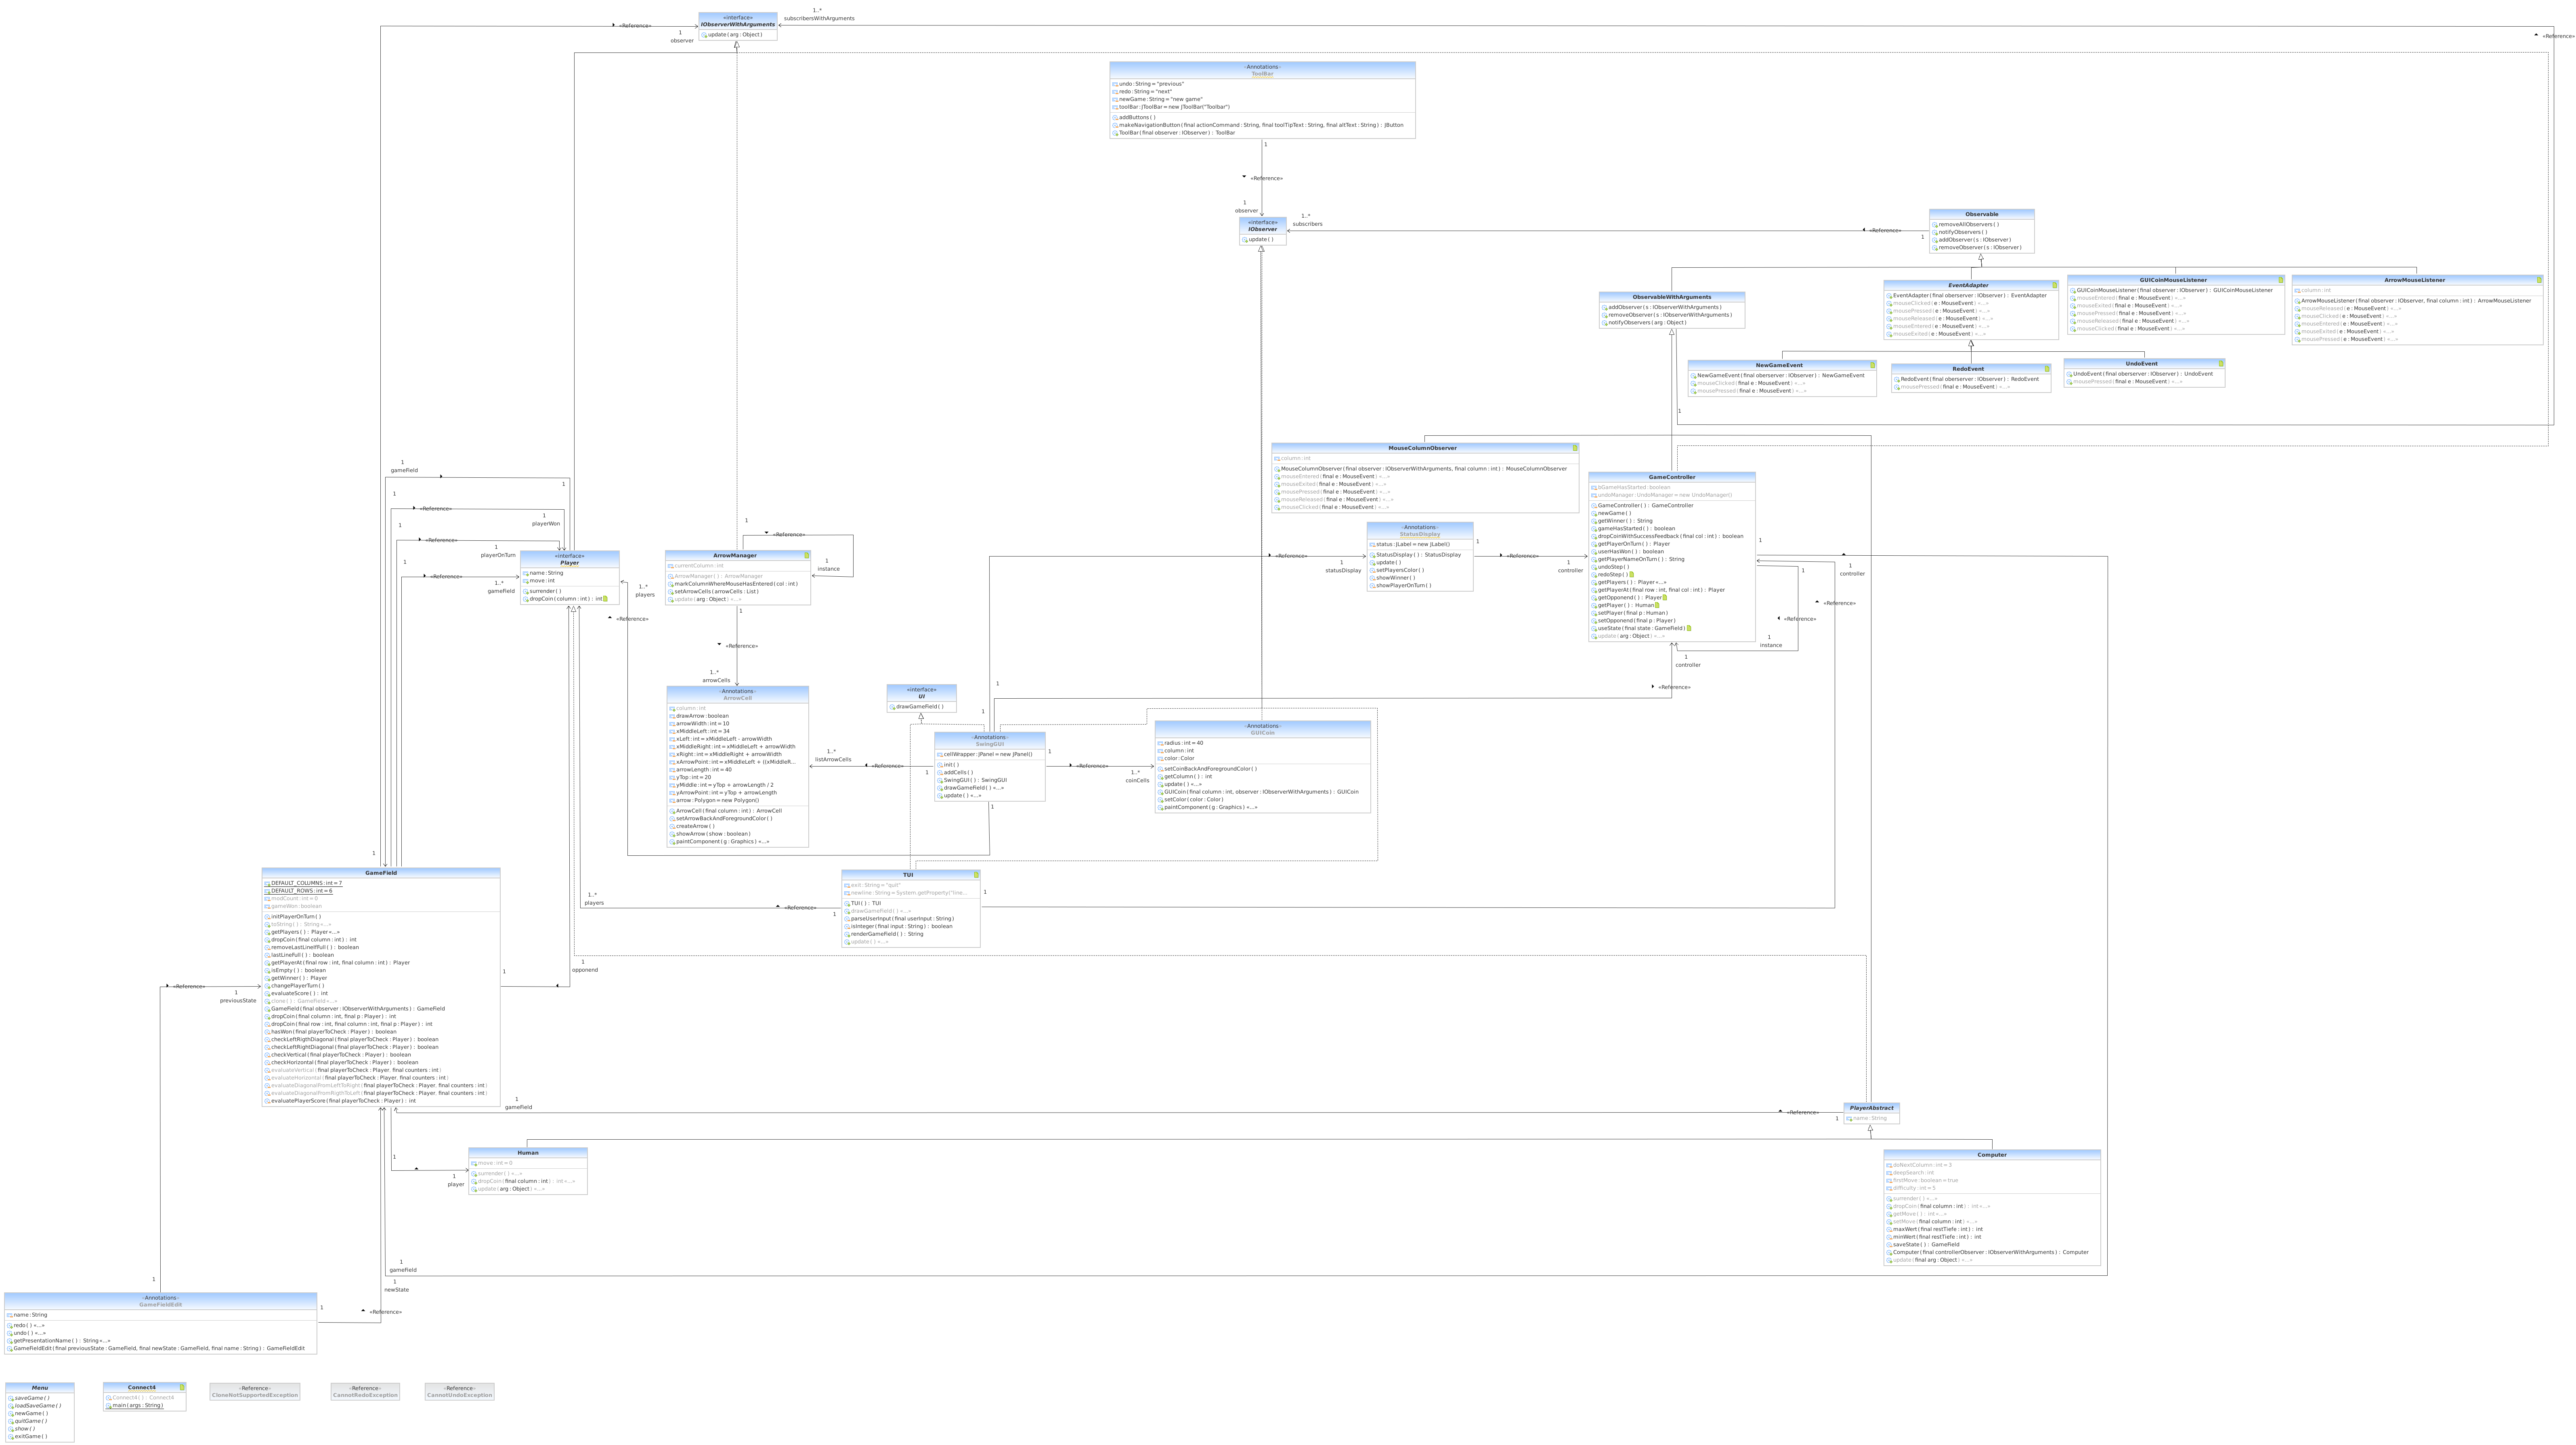 «interface»
IObserverWithArguments
update ( arg : Object )
1..*
subscribersWithArguments
«Reference»
1
observer
«Reference»
-Annotations-
ToolBar
undo : String = "previous"
redo : String = "next"
newGame : String = "new game"
toolBar : JToolBar = new JToolBar("Toolbar")
addButtons ( )
makeNavigationButton ( final actionCommand : String, final toolTipText : String, final altText : String ) : JButton
ToolBar ( final observer : IObserver ) : ToolBar
1
«Reference»
1
observer
1..*
subscribers
«interface»
IObserver
update ( )
«Reference»
1
Observable
removeAllObservers ( )
notifyObservers ( )
addObserver ( s : IObserver )
removeObserver ( s : IObserver )
ObservableWithArguments
addObserver ( s : IObserverWithArguments )
removeObserver ( s : IObserverWithArguments )
notifyObservers ( arg : Object )
1
EventAdapter
EventAdapter ( final oberserver : IObserver ) : EventAdapter
mouseClicked ( e : MouseEvent ) «...»
mousePressed ( e : MouseEvent ) «...»
mouseReleased ( e : MouseEvent ) «...»
mouseEntered ( e : MouseEvent ) «...»
mouseExited ( e : MouseEvent ) «...»
GUICoinMouseListener
GUICoinMouseListener ( final observer : IObserver ) : GUICoinMouseListener
mouseEntered ( final e : MouseEvent ) «...»
mouseExited ( final e : MouseEvent ) «...»
mousePressed ( final e : MouseEvent ) «...»
mouseReleased ( final e : MouseEvent ) «...»
mouseClicked ( final e : MouseEvent ) «...»
ArrowMouseListener
column : int
ArrowMouseListener ( final observer : IObserver, final column : int ) : ArrowMouseListener
mouseReleased ( e : MouseEvent ) «...»
mouseClicked ( e : MouseEvent ) «...»
mouseEntered ( e : MouseEvent ) «...»
mouseExited ( e : MouseEvent ) «...»
mousePressed ( e : MouseEvent ) «...»
NewGameEvent
NewGameEvent ( final oberserver : IObserver ) : NewGameEvent
mouseClicked ( final e : MouseEvent ) «...»
mousePressed ( final e : MouseEvent ) «...»
RedoEvent
RedoEvent ( final oberserver : IObserver ) : RedoEvent
mousePressed ( final e : MouseEvent ) «...»
UndoEvent
UndoEvent ( final oberserver : IObserver ) : UndoEvent
mousePressed ( final e : MouseEvent ) «...»
MouseColumnObserver
column : int
MouseColumnObserver ( final observer : IObserverWithArguments, final column : int ) : MouseColumnObserver
mouseEntered ( final e : MouseEvent ) «...»
mouseExited ( final e : MouseEvent ) «...»
mousePressed ( final e : MouseEvent ) «...»
mouseReleased ( final e : MouseEvent ) «...»
mouseClicked ( final e : MouseEvent ) «...»
GameController
bGameHasStarted : boolean
undoManager : UndoManager = new UndoManager()
GameController ( ) : GameController
newGame ( )
getWinner ( ) : String
gameHasStarted ( ) : boolean
dropCoinWithSuccessFeedback ( final col : int ) : boolean
getPlayerOnTurn ( ) : Player
userHasWon ( ) : boolean
getPlayerNameOnTurn ( ) : String
undoStep ( )
redoStep ( )
getPlayers ( ) : Player «...»
getPlayerAt ( final row : int, final col : int ) : Player
getOpponend ( ) : Player
getPlayer ( ) : Human
setPlayer ( final p : Human )
setOpponend ( final p : Player )
useState ( final state : GameField )
update ( arg : Object ) «...»
1
1
controller
«Reference»
1
«Reference»
1
instance
1
controller
«Reference»
-Annotations-
StatusDisplay
status : JLabel = new JLabel()
StatusDisplay ( ) : StatusDisplay
update ( )
setPlayersColor ( )
showWinner ( )
showPlayerOnTurn ( )
1
«Reference»
1
controller
«Reference»
1
statusDisplay
1
gameField
1
1
«Reference»
1
playerWon
1
«Reference»
1
playerOnTurn
1
«Reference»
1..*
gameField
«interface»
Player
name : String
move : int
surrender ( )
dropCoin ( column : int ) : int
1..*
players
«Reference»
ArrowManager
currentColumn : int
ArrowManager ( ) : ArrowManager
markColumnWhereMouseHasEntered ( col : int )
setArrowCells ( arrowCells : List )
update ( arg : Object ) «...»
1
«Reference»
1
instance
1
«Reference»
1..*
arrowCells
-Annotations-
ArrowCell
column : int
drawArrow : boolean
arrowWidth : int = 10
xMiddleLeft : int = 34
xLeft : int = xMiddleLeft - arrowWidth
xMiddleRight : int = xMiddleLeft + arrowWidth
xRight : int = xMiddleRight + arrowWidth
xArrowPoint : int = xMiddleLeft + ((xMiddleR...
arrowLength : int = 40
yTop : int = 20
yMiddle : int = yTop + arrowLength / 2
yArrowPoint : int = yTop + arrowLength
arrow : Polygon = new Polygon()
ArrowCell ( final column : int ) : ArrowCell
setArrowBackAndForegroundColor ( )
createArrow ( )
showArrow ( show : boolean )
paintComponent ( g : Graphics ) «...»
«interface»
UI
drawGameField ( )
1
1
-Annotations-
SwingGUI
cellWrapper : JPanel = new JPanel()
init ( )
addCells ( )
SwingGUI ( ) : SwingGUI
drawGameField ( ) «...»
update ( ) «...»
1..*
listArrowCells
«Reference»
1
1
«Reference»
1..*
coinCells
1
-Annotations-
GUICoin
radius : int = 40
column : int
color : Color
setCoinBackAndForegroundColor ( )
getColumn ( ) : int
update ( ) «...»
GUICoin ( final column : int, observer : IObserverWithArguments ) : GUICoin
setColor ( color : Color )
paintComponent ( g : Graphics ) «...»
TUI
exit : String = "quit"
newline : String = System.getProperty("line...
TUI ( ) : TUI
drawGameField ( ) «...»
parseUserInput ( final userInput : String )
isInteger ( final input : String ) : boolean
renderGameField ( ) : String
update ( ) «...»
1
1..*
players
«Reference»
1
1
GameField
DEFAULT_COLUMNS : int = 7
DEFAULT_ROWS : int = 6
modCount : int = 0
gameWon : boolean
initPlayerOnTurn ( )
toString ( ) : String «...»
getPlayers ( ) : Player «...»
dropCoin ( final column : int ) : int
removeLastLineIfFull ( ) : boolean
lastLineFull ( ) : boolean
getPlayerAt ( final row : int, final column : int ) : Player
isEmpty ( ) : boolean
getWinner ( ) : Player
changePlayerTurn ( )
evaluateScore ( ) : int
clone ( ) : GameField «...»
GameField ( final observer : IObserverWithArguments ) : GameField
dropCoin ( final column : int, final p : Player ) : int
dropCoin ( final row : int, final column : int, final p : Player ) : int
hasWon ( final playerToCheck : Player ) : boolean
checkLeftRigthDiagonal ( final playerToCheck : Player ) : boolean
checkLeftRightDiagonal ( final playerToCheck : Player ) : boolean
checkVertical ( final playerToCheck : Player ) : boolean
checkHorizontal ( final playerToCheck : Player ) : boolean
evaluateVertical ( final playerToCheck : Player, final counters : int )
evaluateHorizontal ( final playerToCheck : Player, final counters : int )
evaluateDiagonalFromLeftToRight ( final playerToCheck : Player, final counters : int )
evaluateDiagonalFromRigthToLeft ( final playerToCheck : Player, final counters : int )
evaluatePlayerScore ( final playerToCheck : Player ) : int
1
1
opponend
«Reference»
1
previousState
1
gameField
«Reference»
1
PlayerAbstract
name : String
1
1
player
Human
move : int = 0
surrender ( ) «...»
dropCoin ( final column : int ) : int «...»
update ( arg : Object ) «...»
Computer
doNextColumn : int = 3
deepSearch : int
firstMove : boolean = true
difficulty : int = 5
surrender ( ) «...»
dropCoin ( final column : int ) : int «...»
getMove ( ) : int «...»
setMove ( final column : int ) «...»
maxWert ( final restTiefe : int ) : int
minWert ( final restTiefe : int ) : int
saveState ( ) : GameField
Computer ( final controllerObserver : IObserverWithArguments ) : Computer
update ( final arg : Object ) «...»
1
gameField
1
newState
1
1
«Reference»
-Annotations-
GameFieldEdit
name : String
redo ( ) «...»
undo ( ) «...»
getPresentationName ( ) : String «...»
GameFieldEdit ( final previousState : GameField, final newState : GameField, final name : String ) : GameFieldEdit
Menu
saveGame ( )
loadSaveGame ( )
newGame ( )
quitGame ( )
show ( )
exitGame ( )
Connect4
Connect4 ( ) : Connect4
main ( args : String )
-Reference-
CloneNotSupportedException
-Reference-
CannotRedoException
-Reference-
CannotUndoException